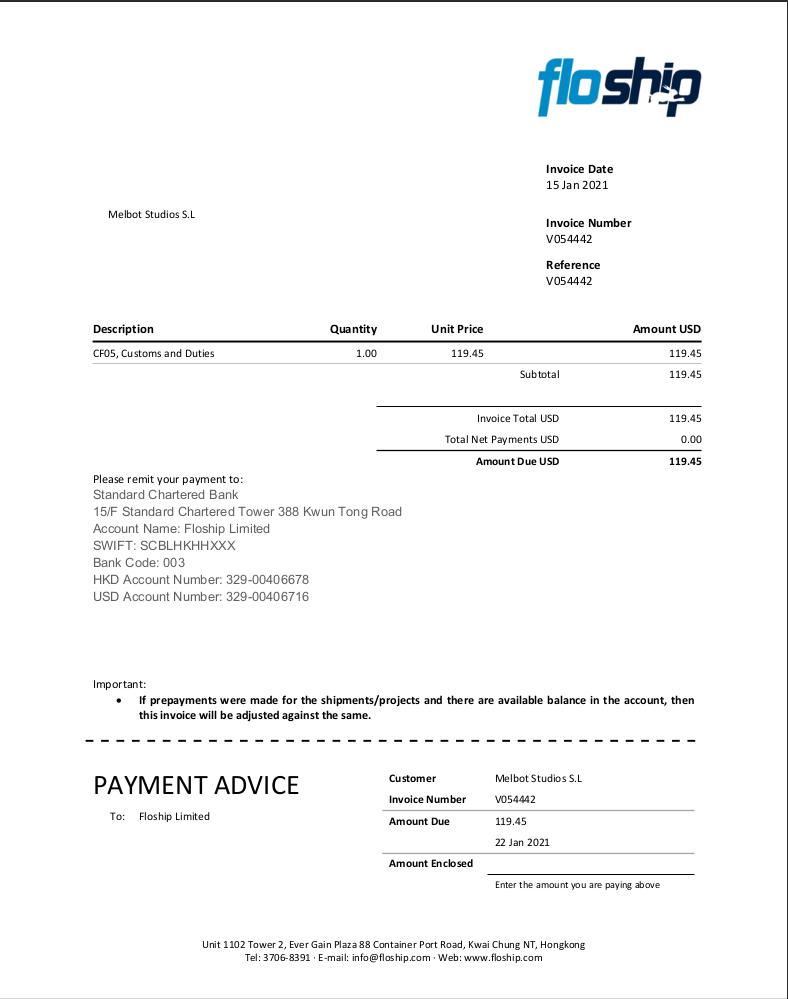 floship
Invoice Date
15 Jan 2021
Melbot Studios S.L
Invoice Number
V054442
Reference
V054442
Description Quantity Unit Price Amount USD
CF05, Customs and Duties 1.00 119.45 119.45
Subtotal 119.45
Invoice Total USD 119.45
Total Net Payments USD 0.00
Amount Due USD 119.45
Please remit your payment to:
Standard Chartered Bank
15/F Standard Chartered Tower 388 Kwun Tong Road
Account Name: Floship Limited
SWIFT: SCBLHKHHXXX
Bank Code: 003
HKD Account Number: 329-00406678
USD Account Number: 329-00406716
Important:
• If prepayments were made for the shipments/projects and there are available balance in the account, then
this invoice will be adjusted against the same.
PAYMENT ADVICE
To: Floship Limited
Customer Melbot Studios S.L
Invoice Number V054442
Amount Due 119.45
22 Jan 2021
Amount Enclosed
Enter the amount you are paying above
Unit 1102 Tower 2, Ever Gain Plaza 88 Container Port Road, Kwai Chung NT, Hongkong
Tel: 3706-8391 · E-mail: info@floship.com · Web: www.floship.com